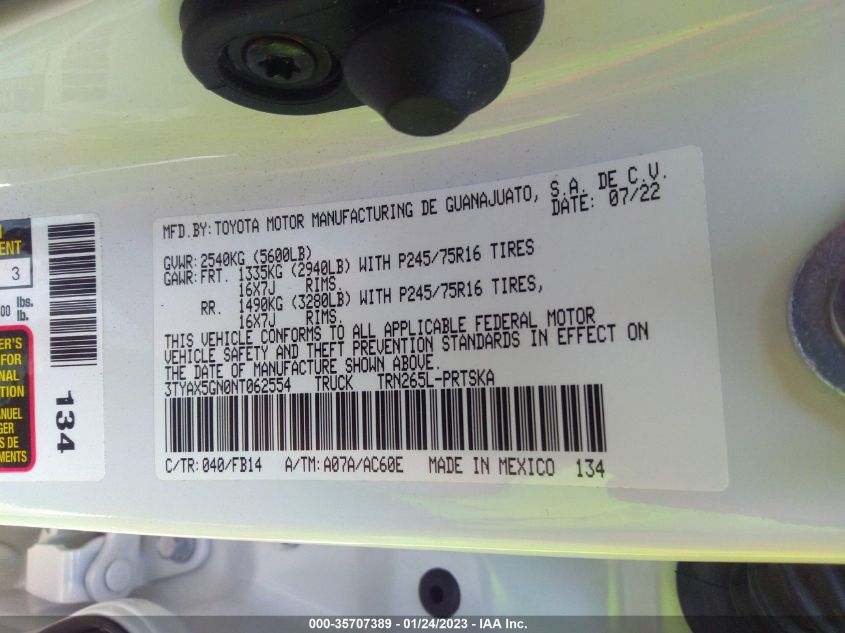 MFD.BY: TOYOTA MOTOR MANUFACTURING DE GUANAJUATO, S.A. DE C.V.
DATE: 07/22
GVWR: 2540KG (5600LB)
GAWR: FRT. 1335KG (2940LB) WITH P245/75R16 TIRES
16X7J RIMS.
RR. 1490KG (3280LB) WITH P245/75R16 TIRES,
16X7J RIMS.
THIS VEHICLE CONFORMS TO ALL APPLICABLE FEDERAL MOTOR
VEHICLE SAFETY AND THEFT PREVENTION STANDARDS IN EFFECT ON
THE DATE OF MANUFACTURE SHOWN ABOVE.
3TYAX5GN0NT062554 TRUCK TRN265L-PRTSKA
C/TR: 040/FB14 A/TM: A07A/AC60E MADE IN MEXICO 134
3
lbs.
lb.
134
000-35707389 - 01/24/2023 - IAA Inc.